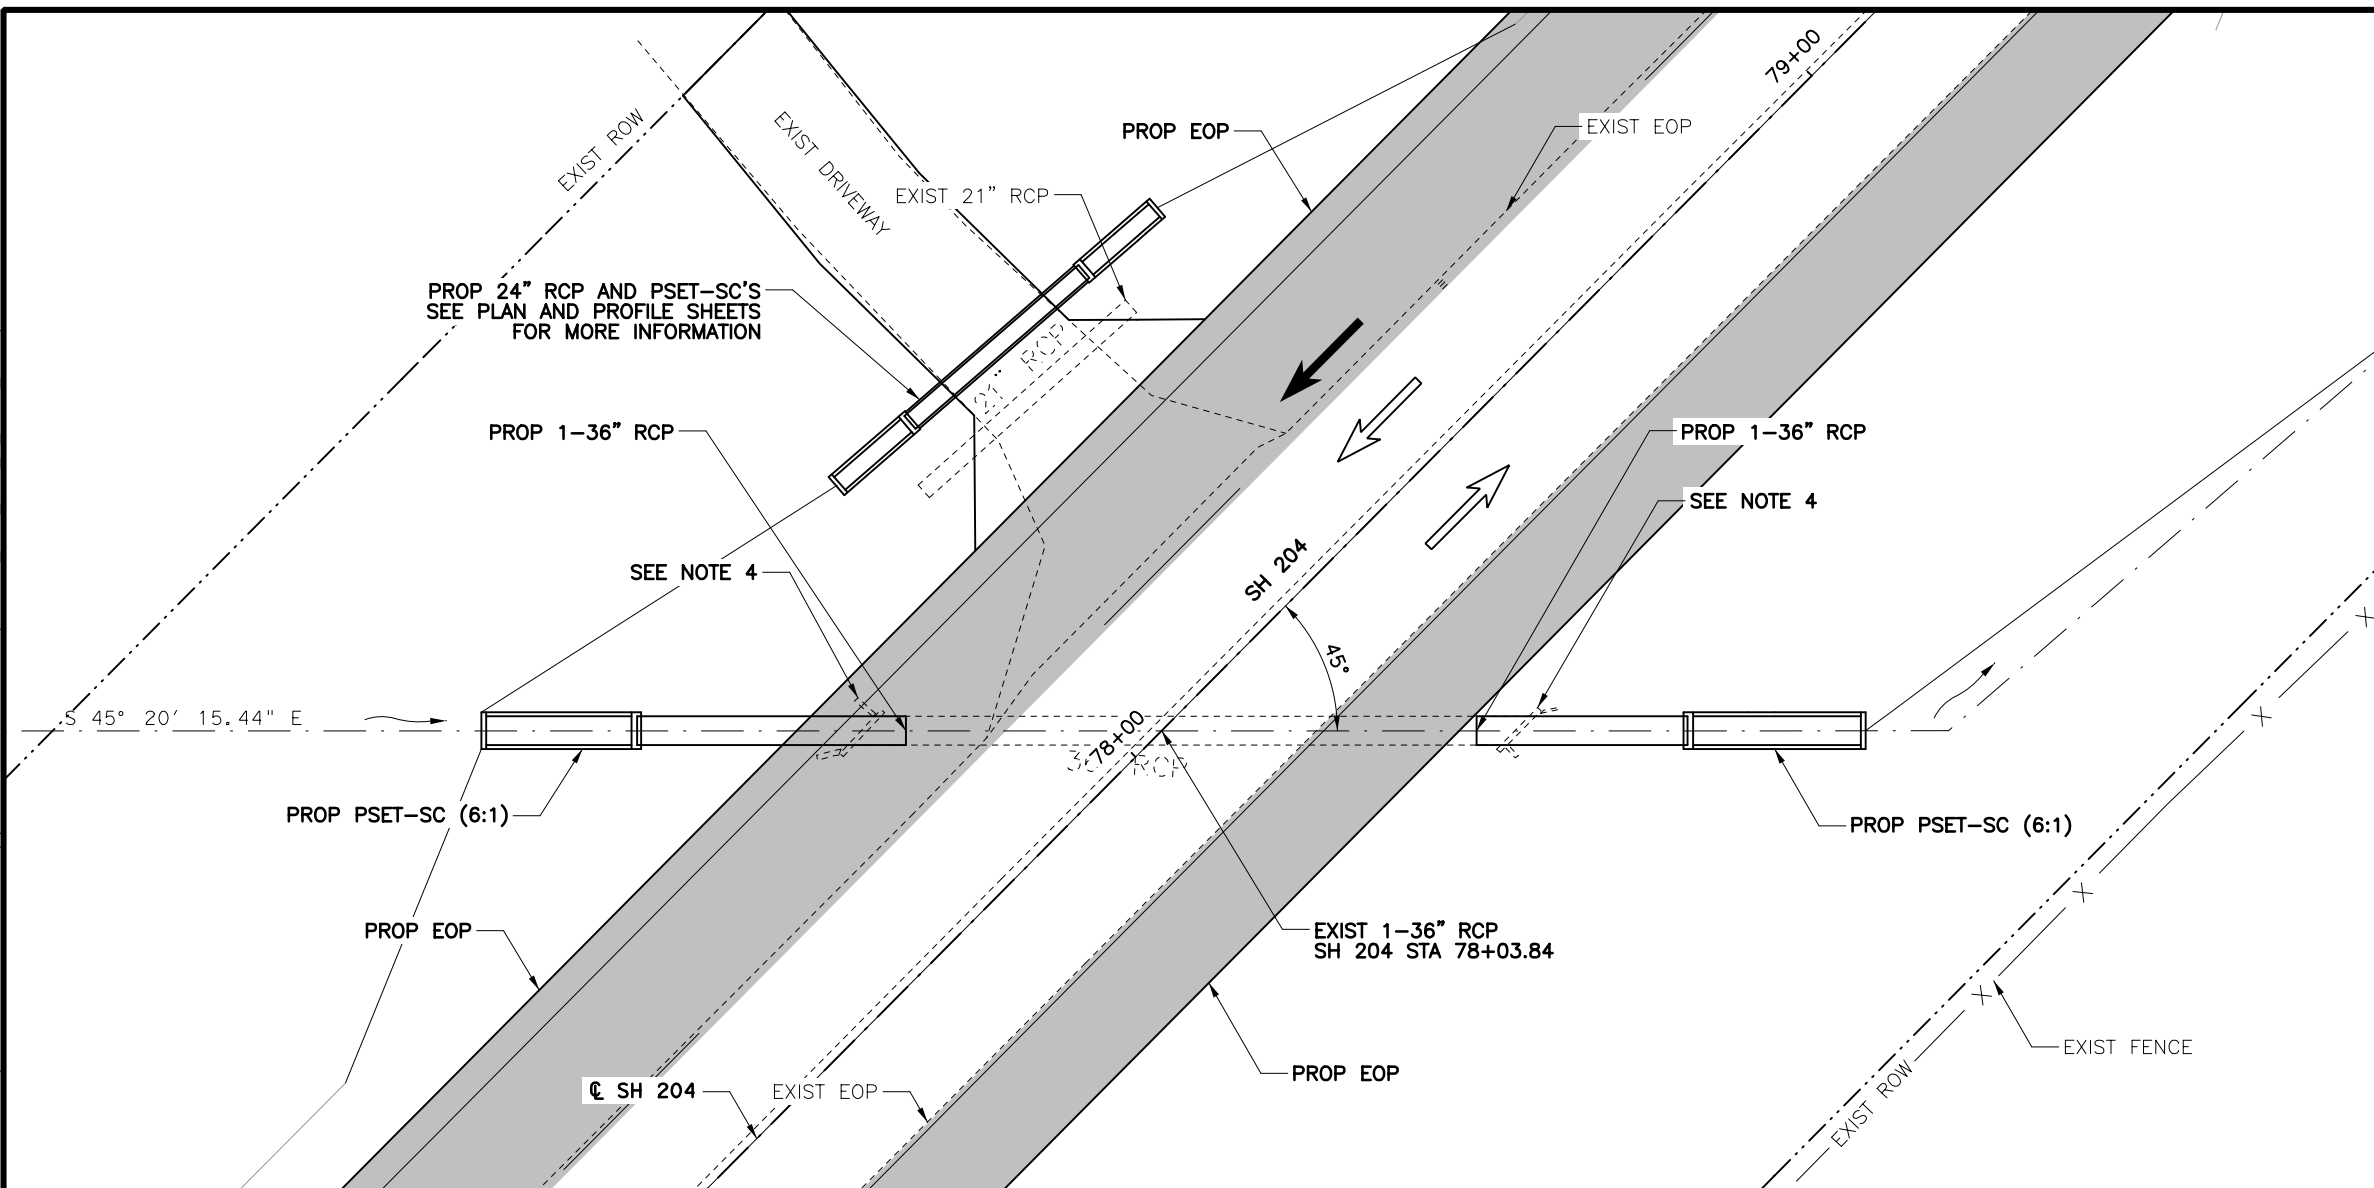 79+00
EXIST ROW
EXIST DRIVEWAY
PROP EOP
EXIST EOP
EXIST 21" RCP
PROP 24" RCP AND PSET-SC'S
SEE PLAN AND PROFILE SHEETS
FOR MORE INFORMATION
21" RCP
PROP 1-36" RCP
PROP 1-36" RCP
SEE NOTE 4
SEE NOTE 4
SH 204
45°
S 45° 20' 15.44" E
78+00
RCP
PROP PSET-SC (6:1)
PROP PSET-SC (6:1)
PROP EOP
EXIST 1-36" RCP
SH 204 STA 78+03.84
X
X
X
X
EXIST FENCE
PROP EOP
℄ SH 204
EXIST EOP
EXIST ROW